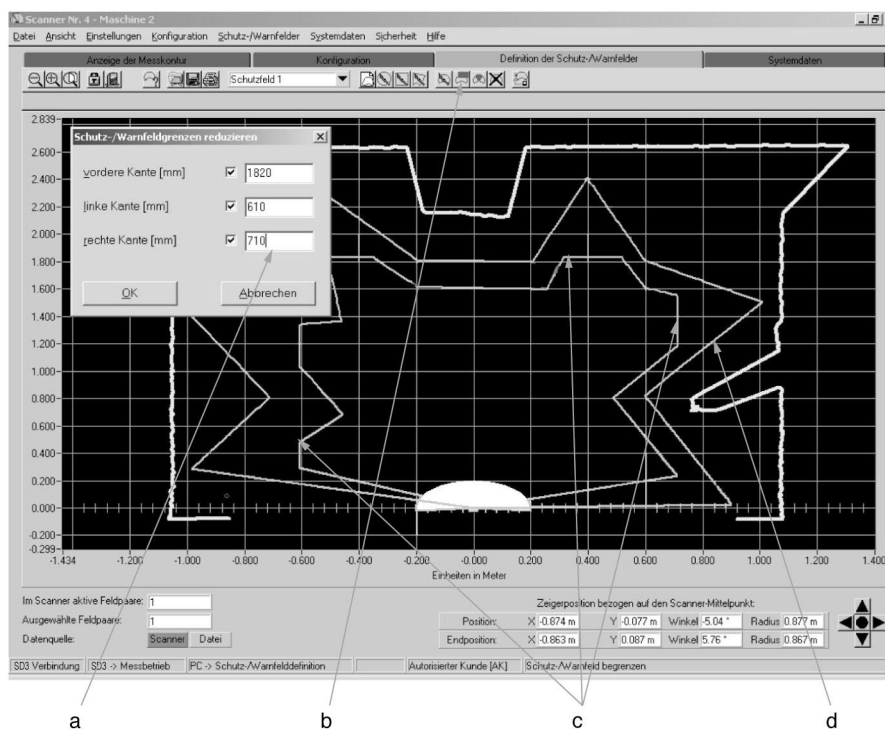 Scanner Nr. 4 - Maschine 2
Datei Ansicht Einstellungen Konfiguration Schutz-/Warnfelder Systemdaten Sicherheit Hilfe
Anzeige der Messkontur Konfiguration Definition der Schutz-/Warnfelder Systemdaten
Schutzfeld 1
2.839
Schutz-/Warnfeldgrenzen reduzieren
vordere Kante [mm] 1820
linke Kante [mm] 610
rechte Kante [mm] 710
OK Abbrechen
2.600
2.400
2.200
2.000
1.800
1.600
1.400
1.200
1.000
0.800
0.600
0.400
0.200
0.000
-0.200
-0.299
-1.434 -1.200 -1.000 -0.800 -0.600 -0.400 -0.200 -0.000 0.200 0.400 0.600 0.800 1.000 1.200 1.400
Einheiten in Meter
Im Scanner aktive Feldpaare: 1
Ausgewählte Feldpaare: 1
Datenquelle: Scanner Datei
Zeigerposition bezogen auf den Scanner-Mittelpunkt:
Position: X -0.874 m Y -0.077 m Winkel -5.04 ° Radius 0.877 m
Endposition: X -0.863 m Y 0.087 m Winkel 5.76 ° Radius 0.867 m
SD3 Verbindung SD3 -> Messbetrieb PC -> Schutz-/Warnfelddefinition Autorisierter Kunde [AK] Schutz-/Warnfeld begrenzen
a b c d